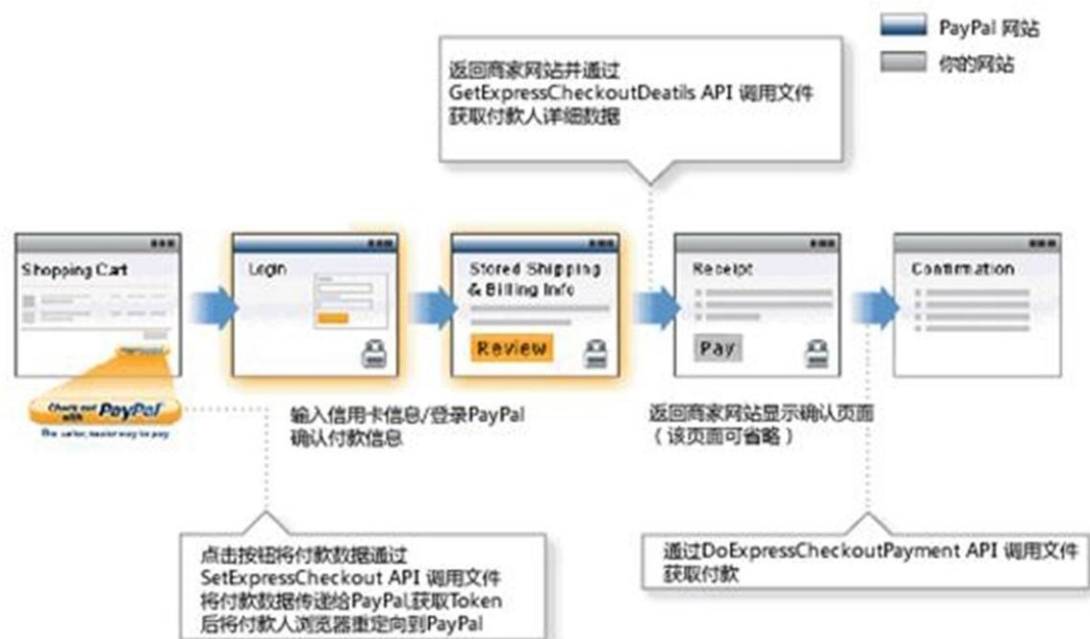 PayPal 网站
你的网站
返回商家网站并通过
GetExpressCheckoutDeatils API 调用文件
获取付款人详细数据
Shopping Cart
Login
Stored Shipping
& Billing Info
Review
Receipt
Pay
Confirmation
Check out
with PayPal
The safer, easier way to pay
输入信用卡信息/登录PayPal
确认付款信息
返回商家网站显示确认页面
（该页面可省略）
点击按钮将付款数据通过
SetExpressCheckout API 调用文件
将付款数据传递给PayPal,获取Token
后将付款人浏览器重定向到PayPal
通过DoExpressCheckoutPayment API 调用文件
获取付款